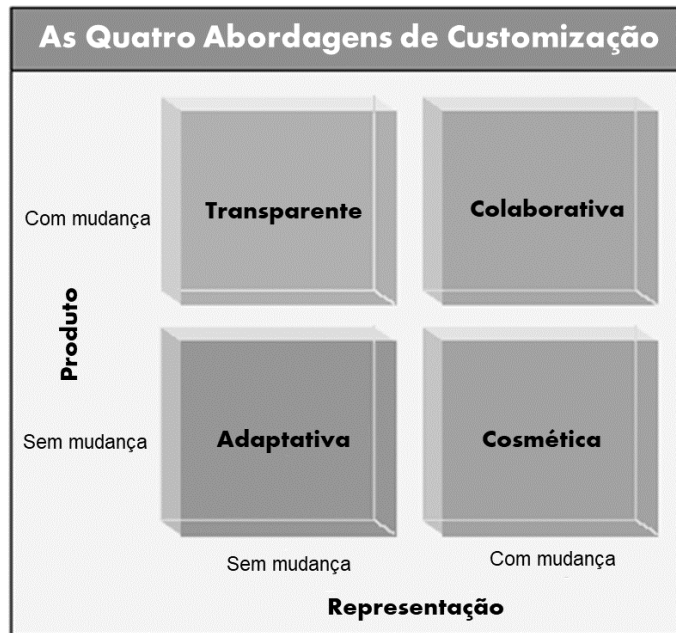 As Quatro Abordagens de Customização
Com mudança
Transparente
Colaborativa
Produto
Sem mudança
Adaptativa
Cosmética
Sem mudança
Com mudança
Representação